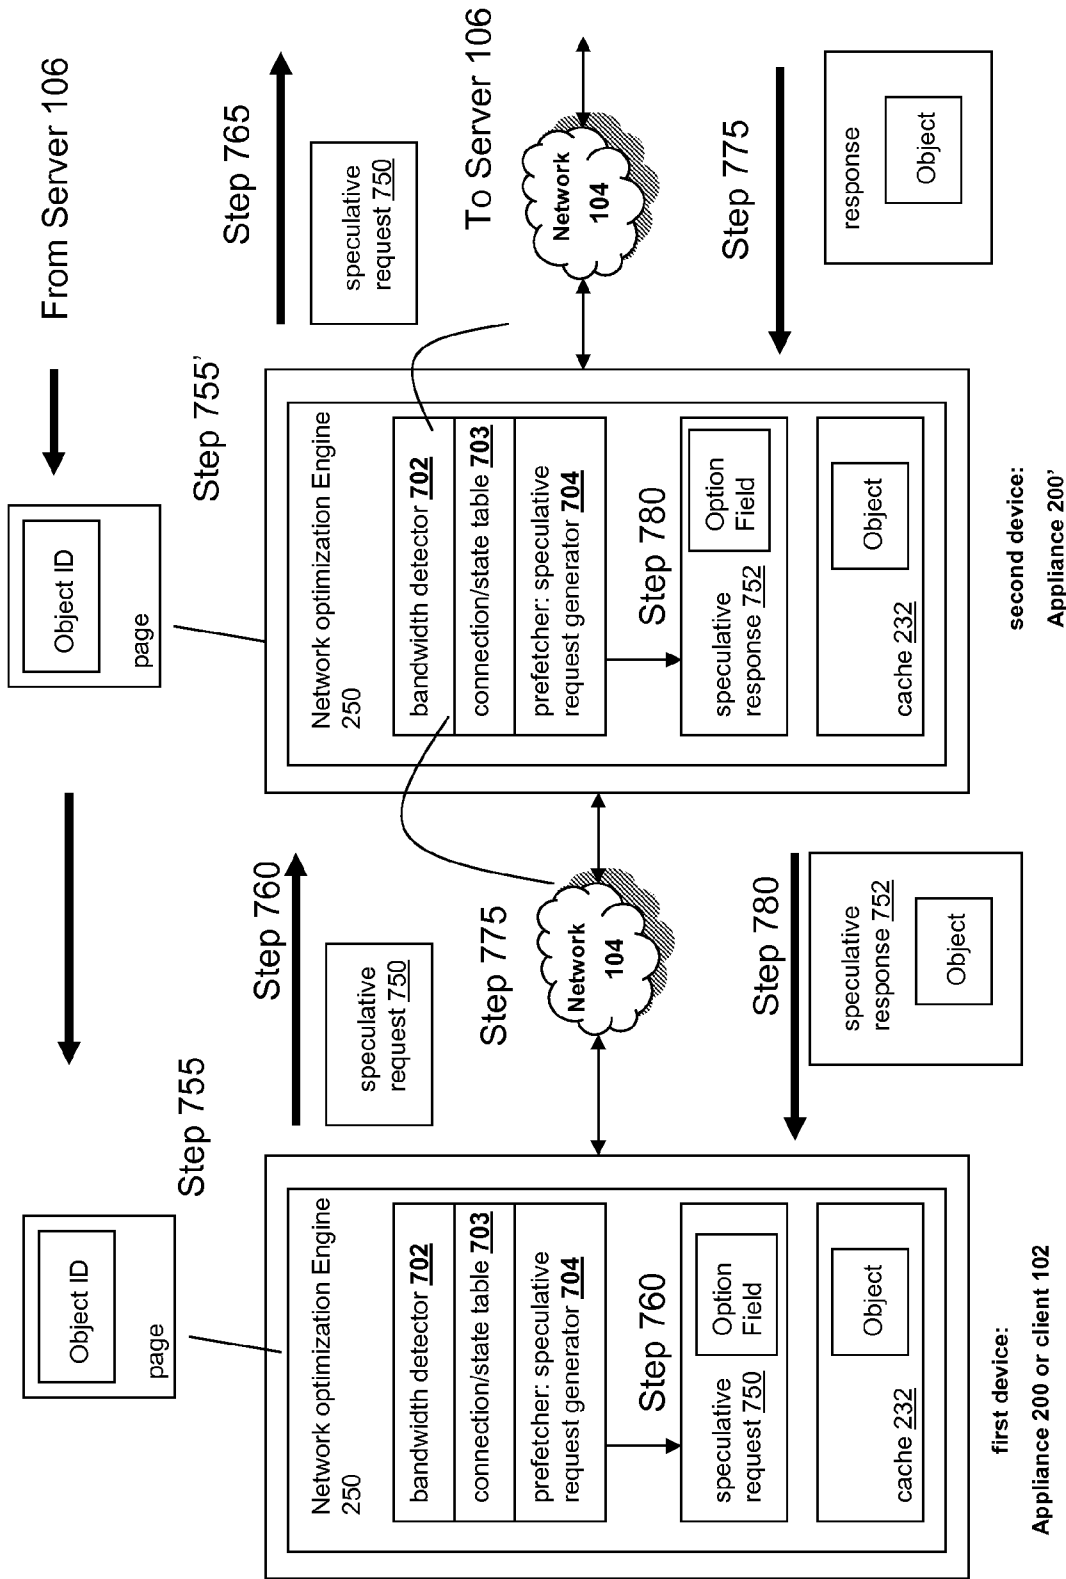 From Server 106
Object ID
page
Object ID
page
Step 755
Step 755’
Step 760
speculative
request 750
Step 765
speculative
request 750
To Server 106
Network optimization Engine
250
bandwidth detector 702
connection/state table 703
prefetcher: speculative
request generator 704
Step 760
speculative
request 750
Option
Field
cache 232
Object
first device:
Appliance 200 or client 102
Step 775
Network
104
Step 780
speculative
response 752
Object
Network optimization Engine
250
bandwidth detector 702
connection/state table 703
prefetcher: speculative
request generator 704
Step 780
speculative
response 752
Option
Field
cache 232
Object
second device:
Appliance 200’
Network
104
Step 775
response
Object